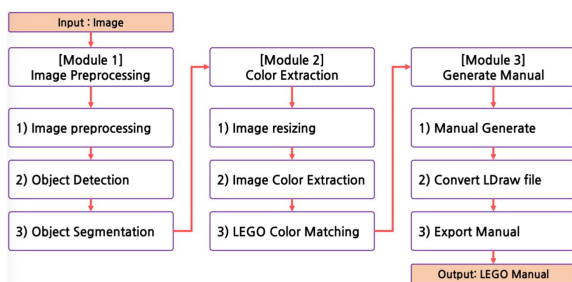 Input : Image
[Module 1]
Image Preprocessing
1) Image preprocessing
2) Object Detection
3) Object Segmentation
[Module 2]
Color Extraction
1) Image resizing
2) Image Color Extraction
3) LEGO Color Matching
[Module 3]
Generate Manual
1) Manual Generate
2) Convert LDraw file
3) Export Manual
Output: LEGO Manual